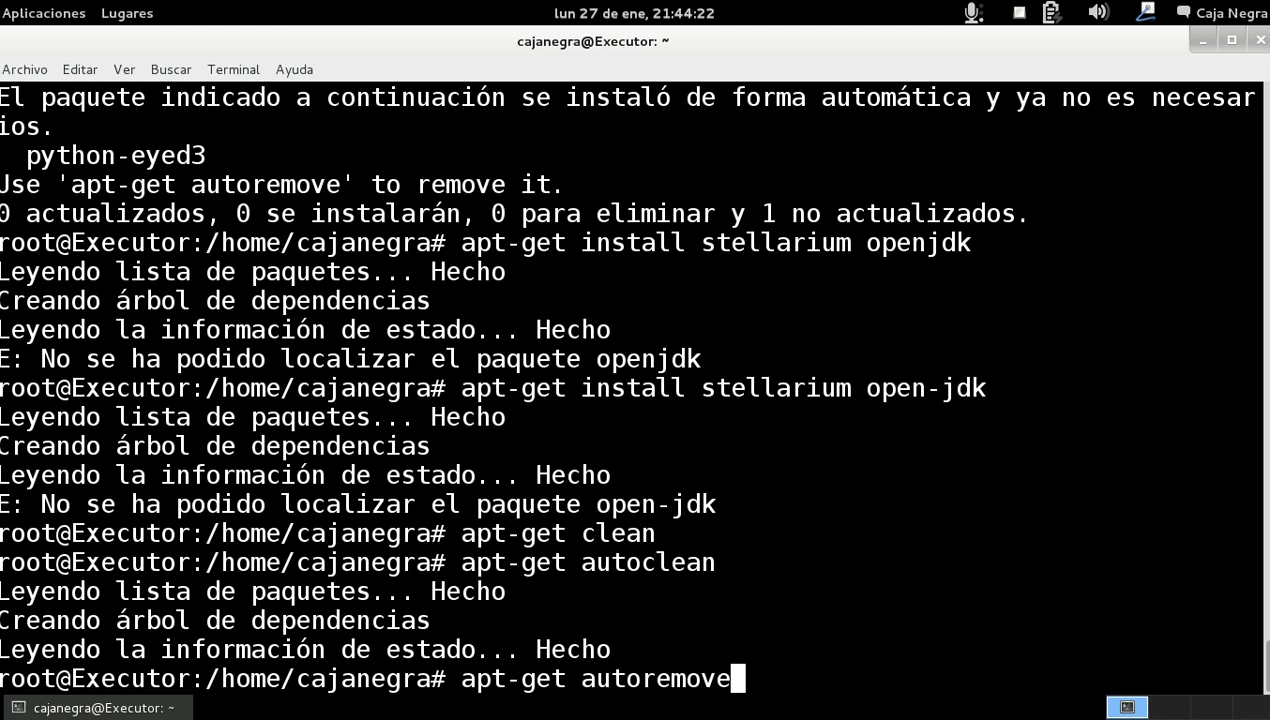 Aplicaciones Lugares lun 27 de ene, 21:44:22 Caja Negra
cajanegra@Executor: ~
Archivo Editar Ver Buscar Terminal Ayuda
El paquete indicado a continuación se instaló de forma automática y ya no es necesar
ios.
  python-eyed3
Use 'apt-get autoremove' to remove it.
0 actualizados, 0 se instalarán, 0 para eliminar y 1 no actualizados.
root@Executor:/home/cajanegra# apt-get install stellarium openjdk
Leyendo lista de paquetes... Hecho
Creando árbol de dependencias
Leyendo la información de estado... Hecho
E: No se ha podido localizar el paquete openjdk
root@Executor:/home/cajanegra# apt-get install stellarium open-jdk
Leyendo lista de paquetes... Hecho
Creando árbol de dependencias
Leyendo la información de estado... Hecho
E: No se ha podido localizar el paquete open-jdk
root@Executor:/home/cajanegra# apt-get clean
root@Executor:/home/cajanegra# apt-get autoclean
Leyendo lista de paquetes... Hecho
Creando árbol de dependencias
Leyendo la información de estado... Hecho
root@Executor:/home/cajanegra# apt-get autoremove
cajanegra@Executor: ~